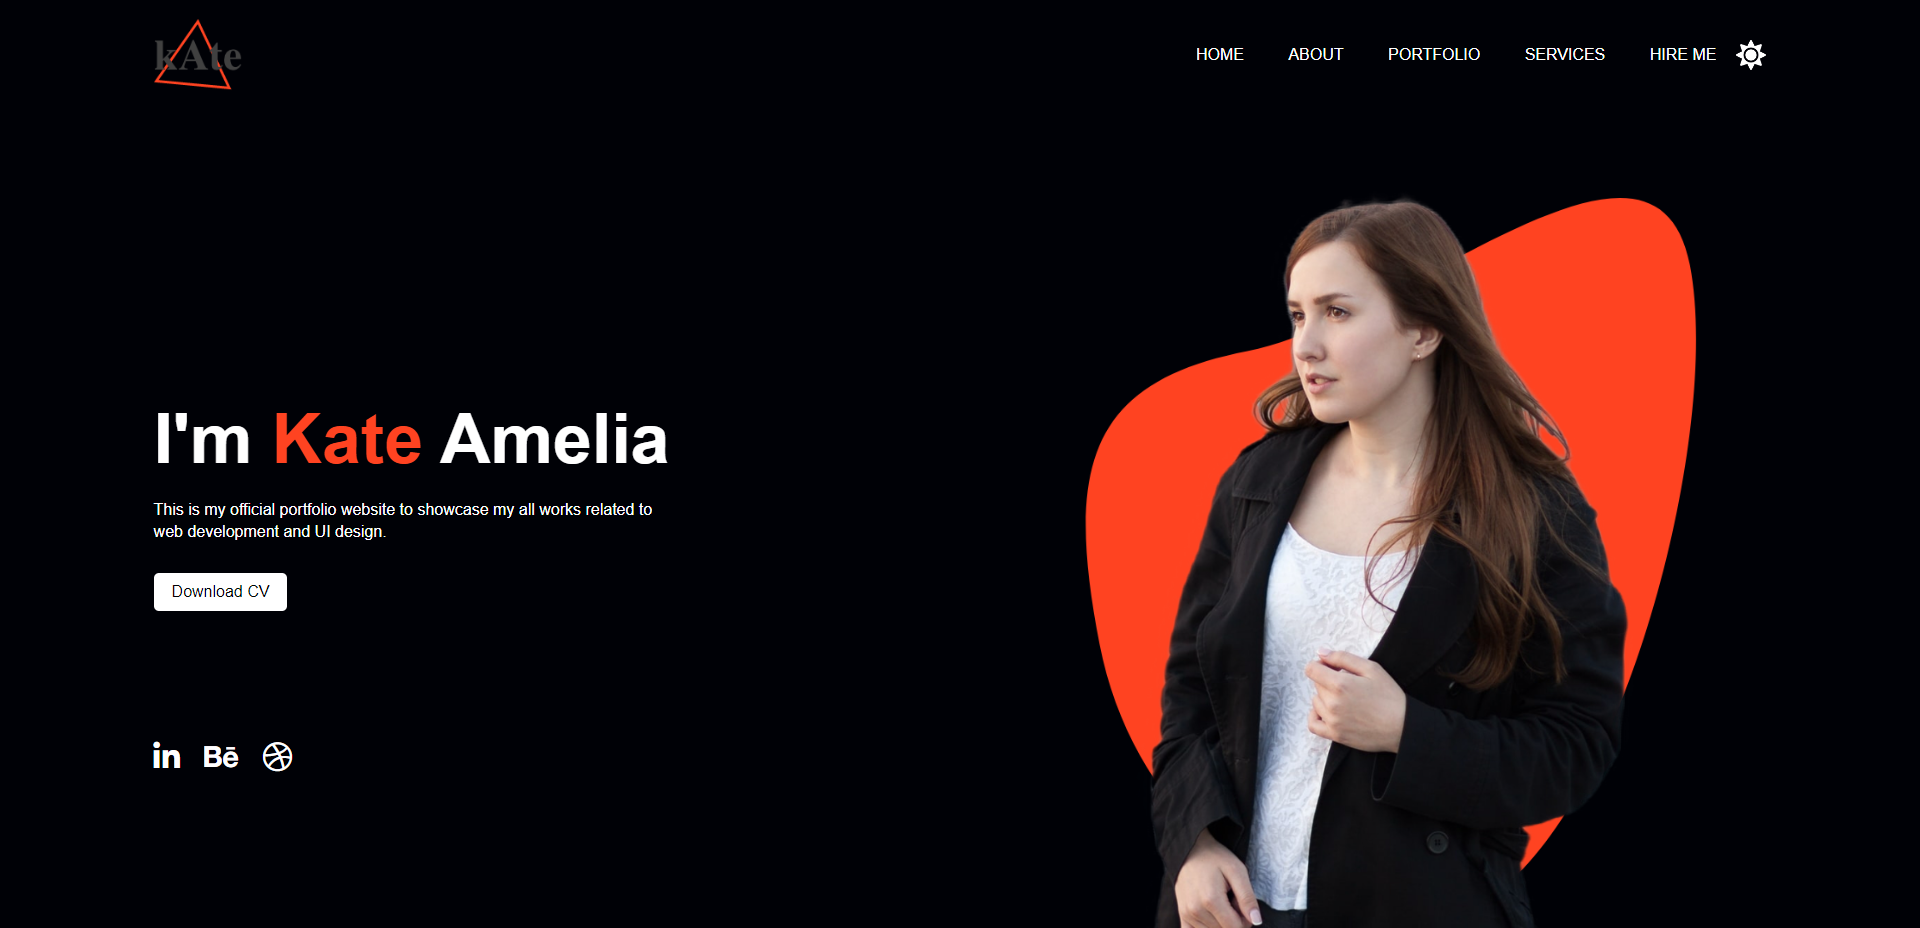 kAte
HOME ABOUT PORTFOLIO SERVICES HIRE ME
I'm Kate Amelia
This is my official portfolio website to showcase my all works related to
web development and UI design.
Download CV
in Bē